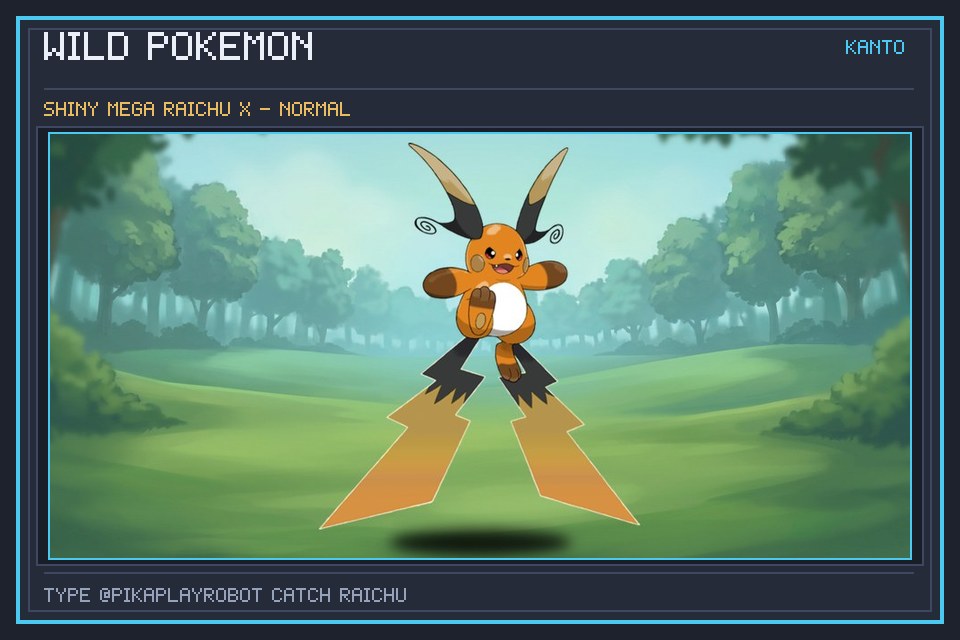 WILD POKEMON
KANTO
SHINY MEGA RAICHU X - NORMAL
TYPE @PIKAPLAYROBOT CATCH RAICHU